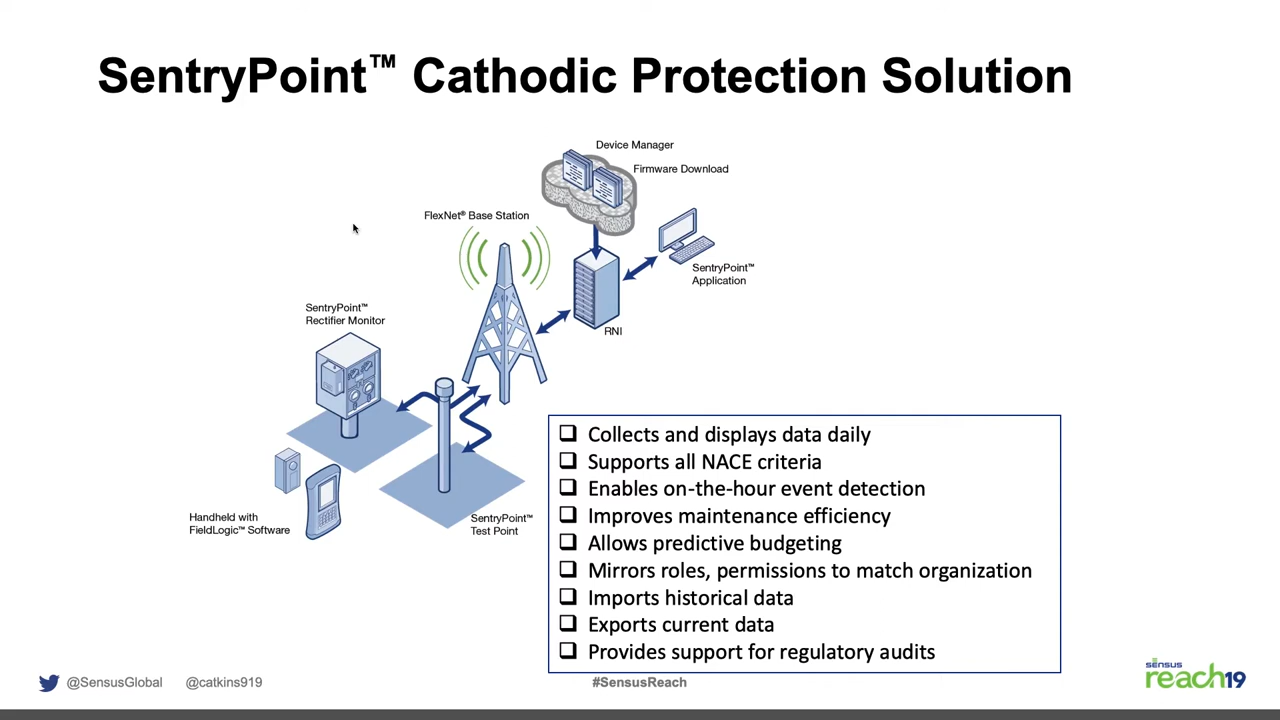 SentryPoint™ Cathodic Protection Solution
Device Manager
Firmware Download
FlexNet® Base Station
SentryPoint™
Application
SentryPoint™
Rectifier Monitor
RNI
Handheld with
FieldLogic™ Software
SentryPoint™
Test Point
❑ Collects and displays data daily
❑ Supports all NACE criteria
❑ Enables on-the-hour event detection
❑ Improves maintenance efficiency
❑ Allows predictive budgeting
❑ Mirrors roles, permissions to match organization
❑ Imports historical data
❑ Exports current data
❑ Provides support for regulatory audits
@SensusGlobal @catkins919 #SensusReach
sensus
reach19